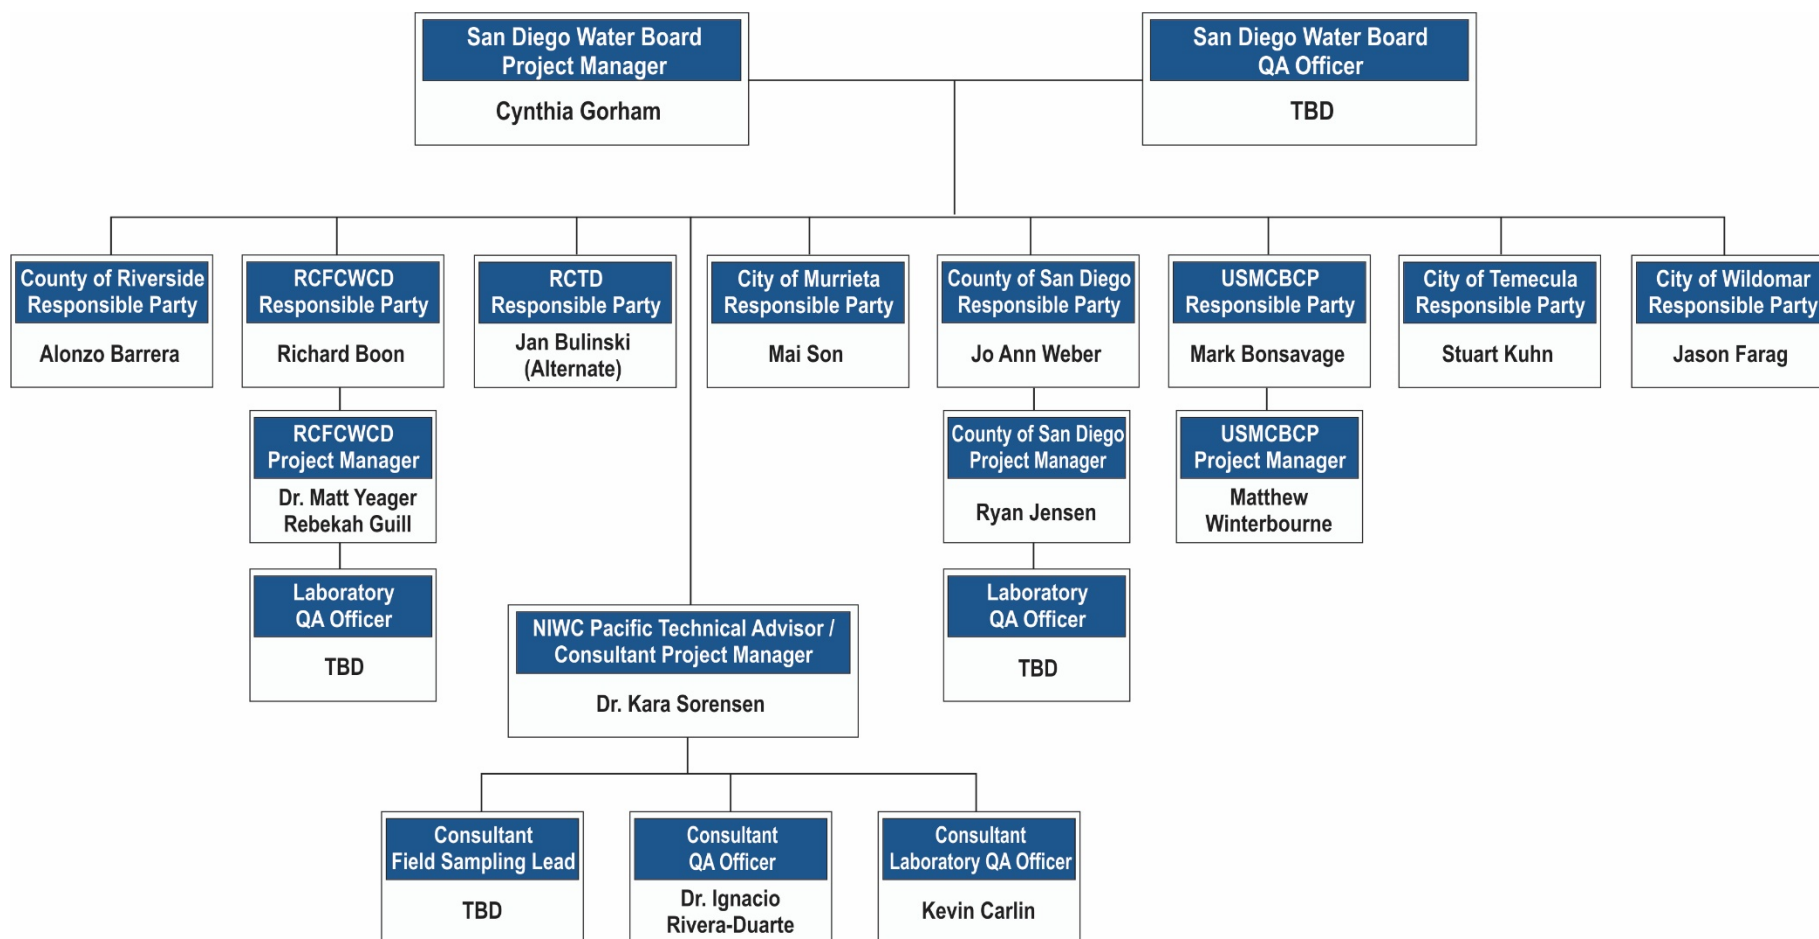 San Diego Water Board
Project Manager
Cynthia Gorham
San Diego Water Board
QA Officer
TBD
County of Riverside
Responsible Party
Alonzo Barrera
RCFCWCD
Responsible Party
Richard Boon
RCTD
Responsible Party
Jan Bulinski
(Alternate)
City of Murrieta
Responsible Party
Mai Son
County of San Diego
Responsible Party
Jo Ann Weber
USMCBCP
Responsible Party
Mark Bonsavage
City of Temecula
Responsible Party
Stuart Kuhn
City of Wildomar
Responsible Party
Jason Farag
RCFCWCD
Project Manager
Dr. Matt Yeager
Rebekah Guill
County of San Diego
Project Manager
Ryan Jensen
USMCBCP
Project Manager
Matthew
Winterbourne
Laboratory
QA Officer
TBD
NIWC Pacific Technical Advisor /
Consultant Project Manager
Dr. Kara Sorensen
Laboratory
QA Officer
TBD
Consultant
Field Sampling Lead
TBD
Consultant
QA Officer
Dr. Ignacio
Rivera-Duarte
Consultant
Laboratory QA Officer
Kevin Carlin